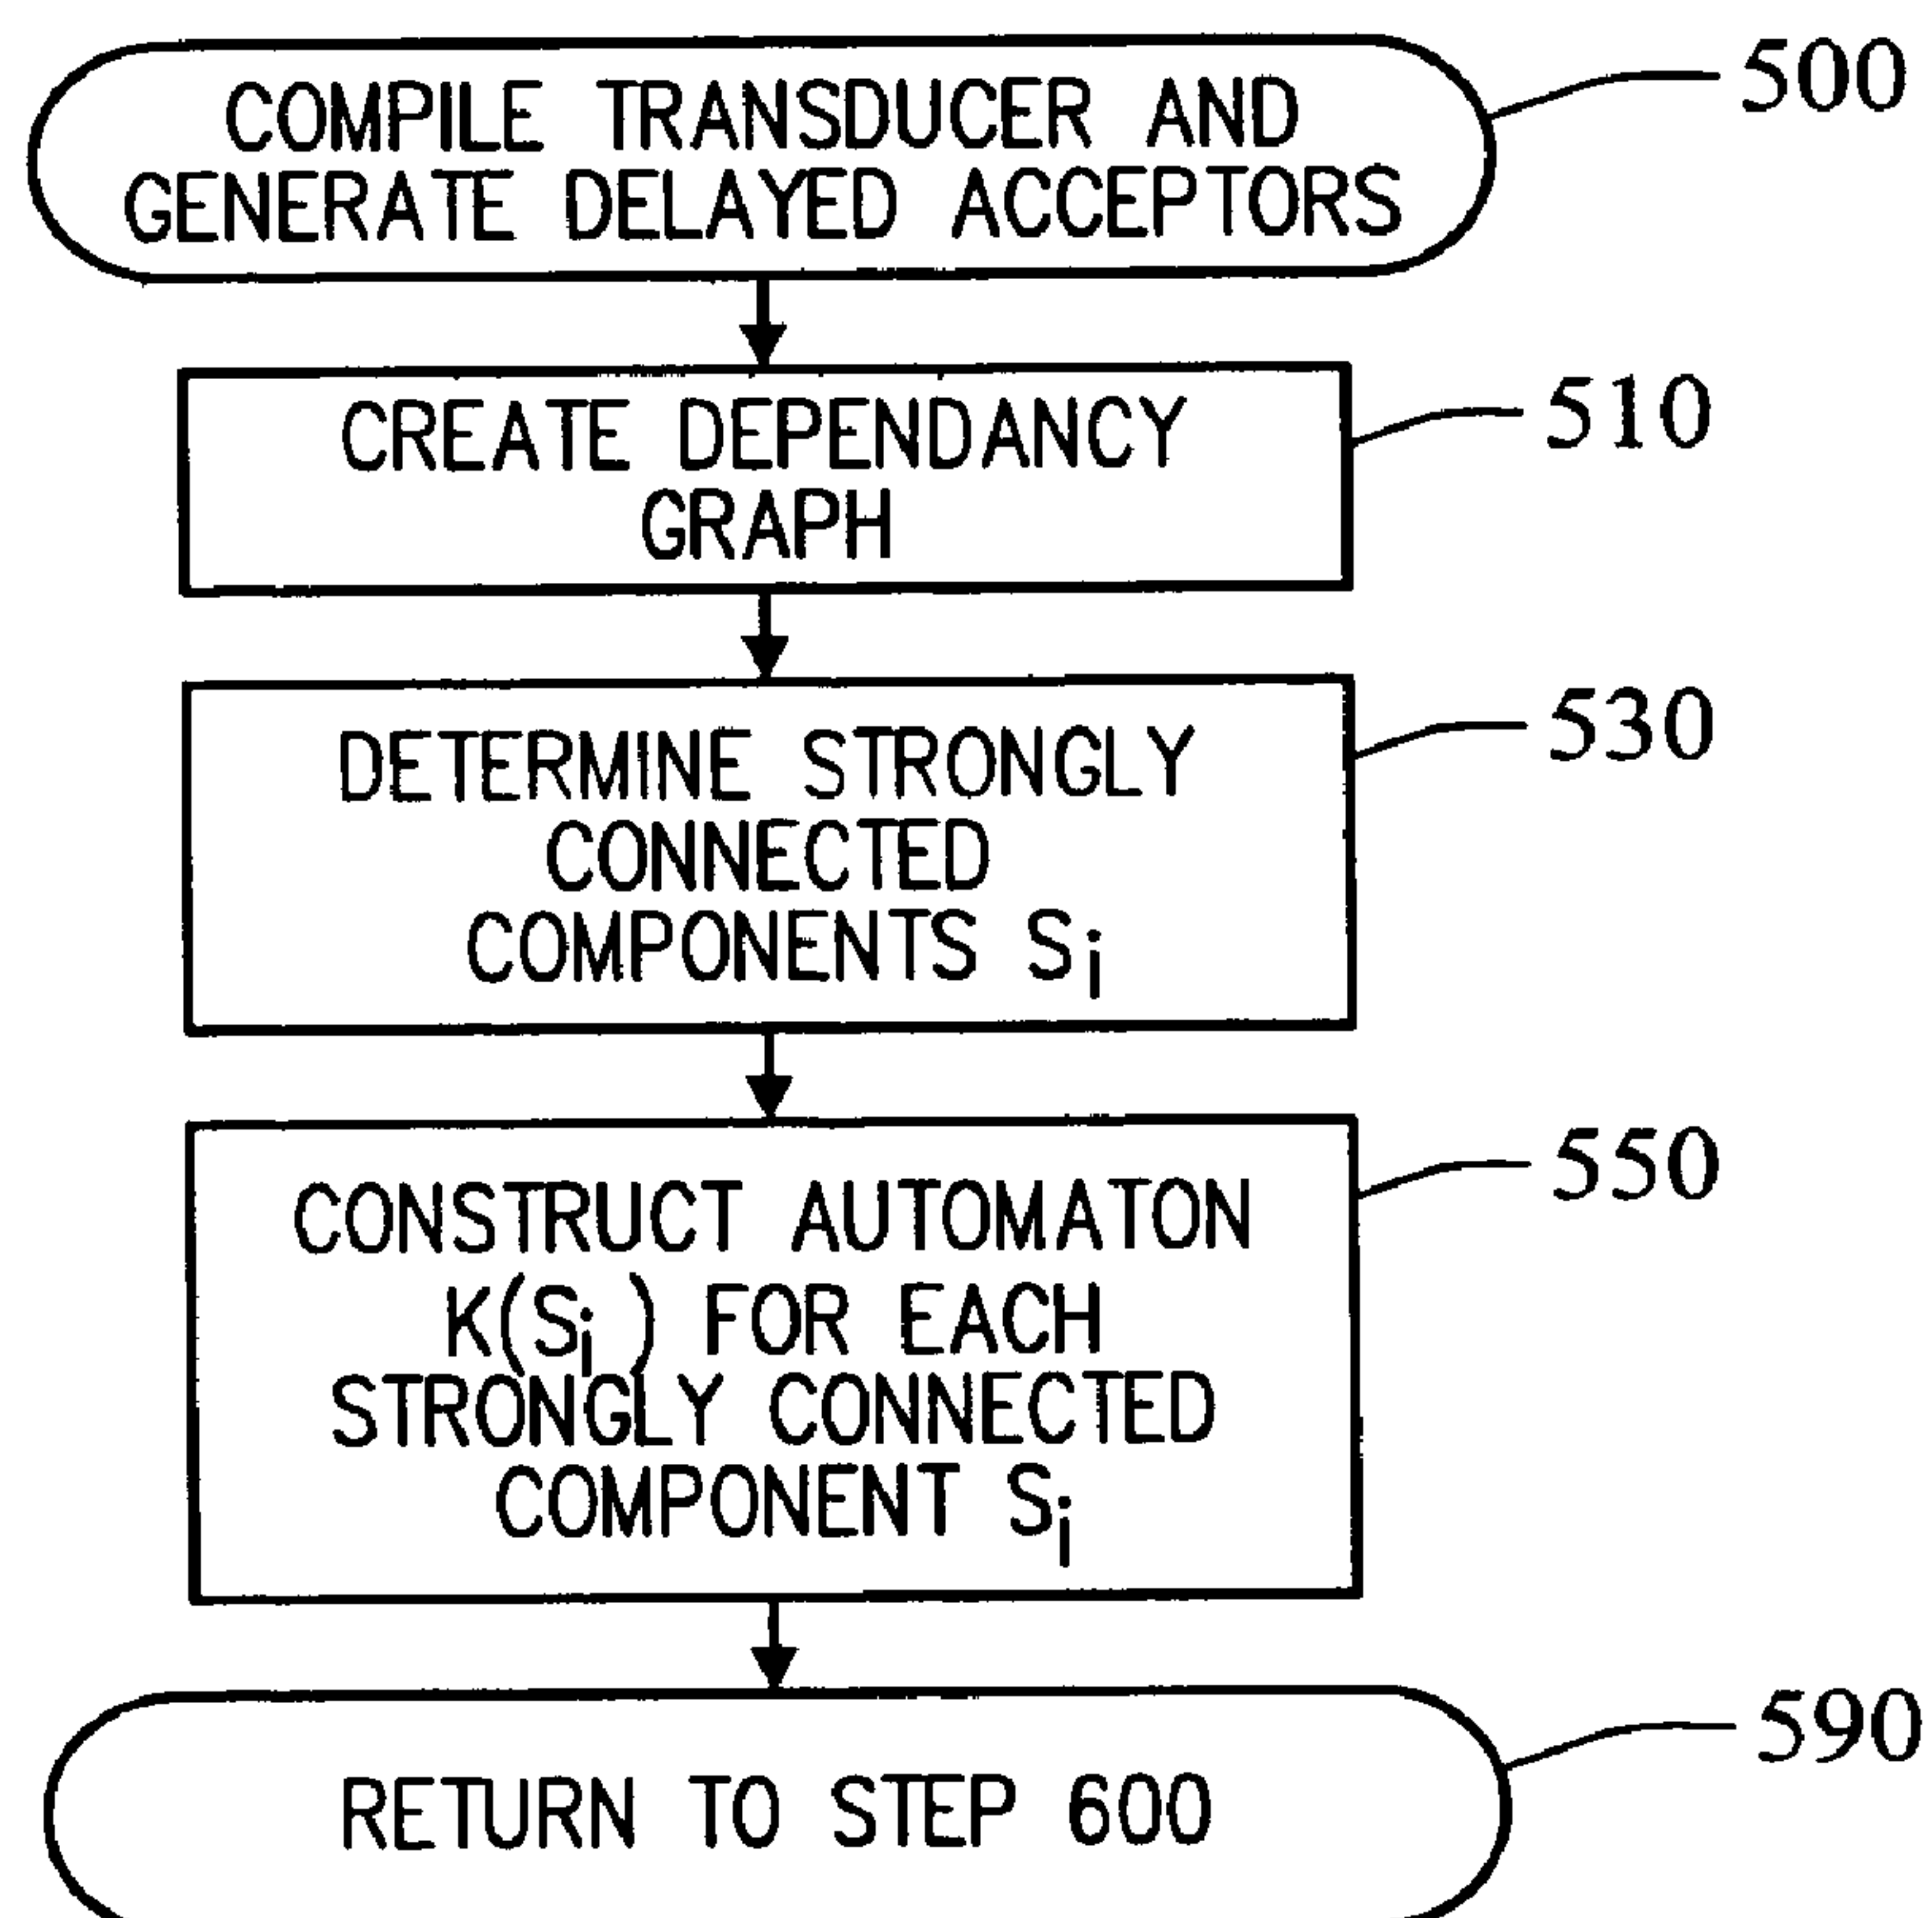 COMPILE TRANSDUCER AND
GENERATE DELAYED ACCEPTORS
500
CREATE DEPENDANCY
GRAPH
510
DETERMINE STRONGLY
CONNECTED
COMPONENTS Si
530
CONSTRUCT AUTOMATON
K(Si) FOR EACH
STRONGLY CONNECTED
COMPONENT Si
550
RETURN TO STEP 600
590